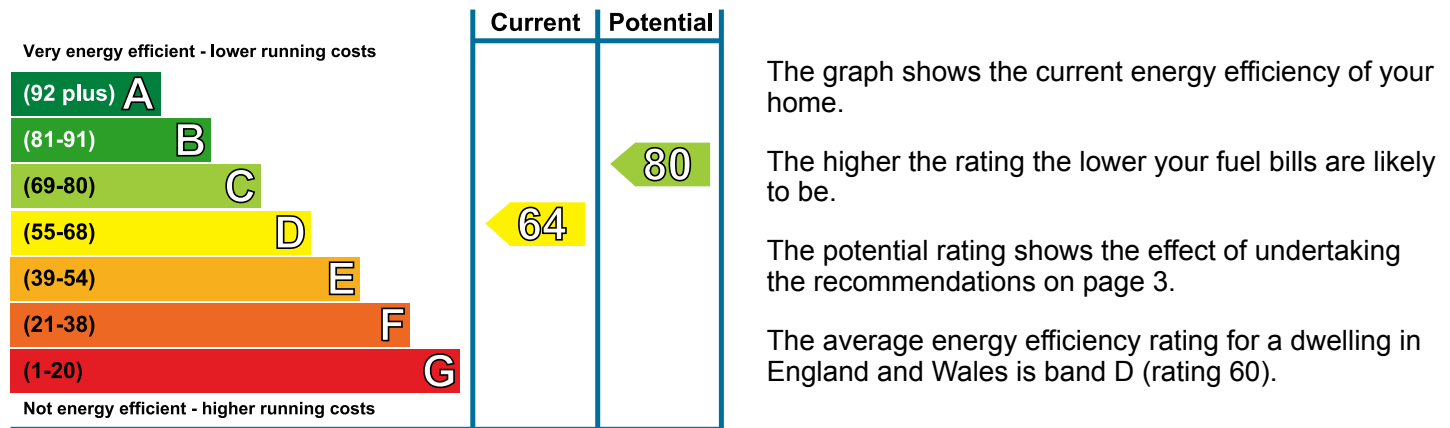 Current Potential
Very energy efficient - lower running costs
(92 plus) A
(81-91) B
80
(69-80) C
(55-68) D
64
(39-54) E
(21-38) F
(1-20) G
Not energy efficient - higher running costs
The graph shows the current energy efficiency of your
home.
The higher the rating the lower your fuel bills are likely
to be.
The potential rating shows the effect of undertaking
the recommendations on page 3.
The average energy efficiency rating for a dwelling in
England and Wales is band D (rating 60).